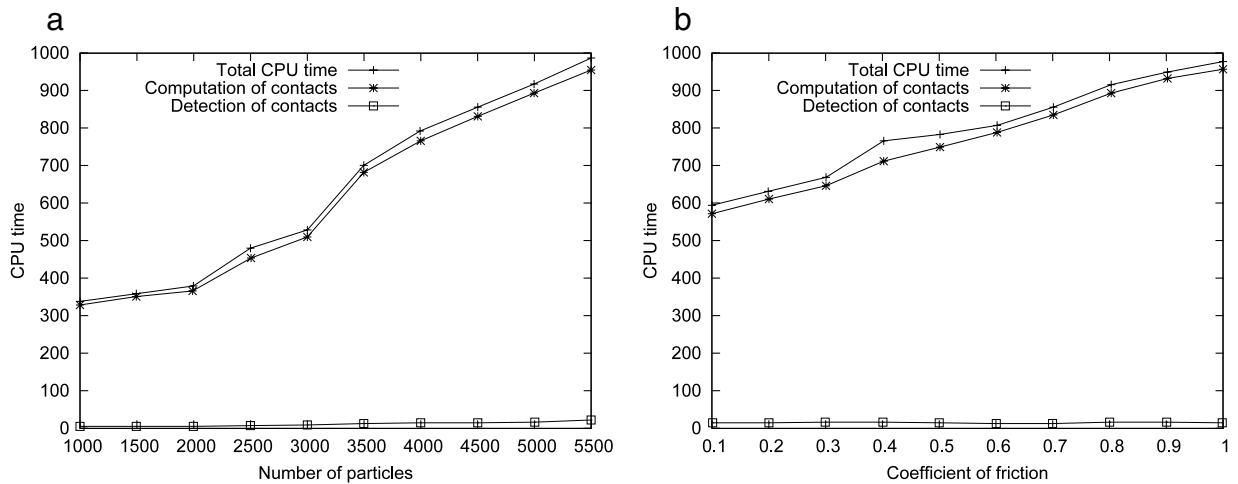 a
1000
900
800
700
600
500
400
300
200
100
0
CPU time
Total CPU time
Computation of contacts
Detection of contacts
1000 1500 2000 2500 3000 3500 4000 4500 5000 5500
Number of particles
b
1000
900
800
700
600
500
400
300
200
100
0
CPU time
Total CPU time
Computation of contacts
Detection of contacts
0.1 0.2 0.3 0.4 0.5 0.6 0.7 0.8 0.9 1
Coefficient of friction